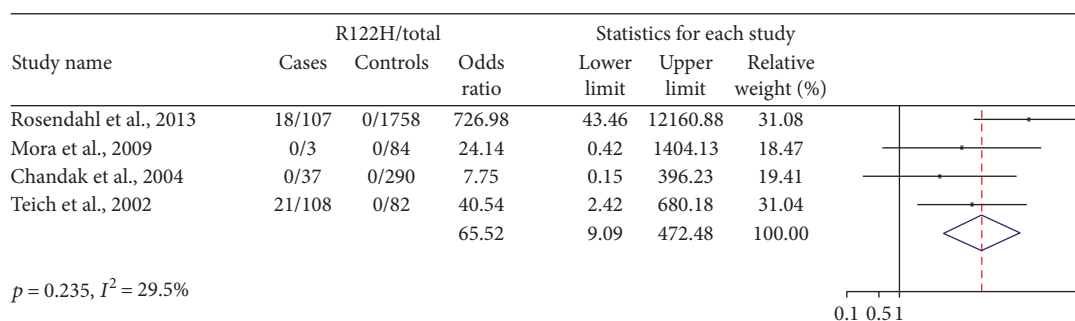 R122H/total Statistics for each study
Study name Cases Controls Odds ratio Lower limit Upper limit Relative weight (%)
Rosendahl et al., 2013 18/107 0/1758 726.98 43.46 12160.88 31.08
Mora et al., 2009 0/3 0/84 24.14 0.42 1404.13 18.47
Chandak et al., 2004 0/37 0/290 7.75 0.15 396.23 19.41
Teich et al., 2002 21/108 0/82 40.54 2.42 680.18 31.04
65.52 9.09 472.48 100.00
p = 0.235, I² = 29.5%
0.1 0.5 1